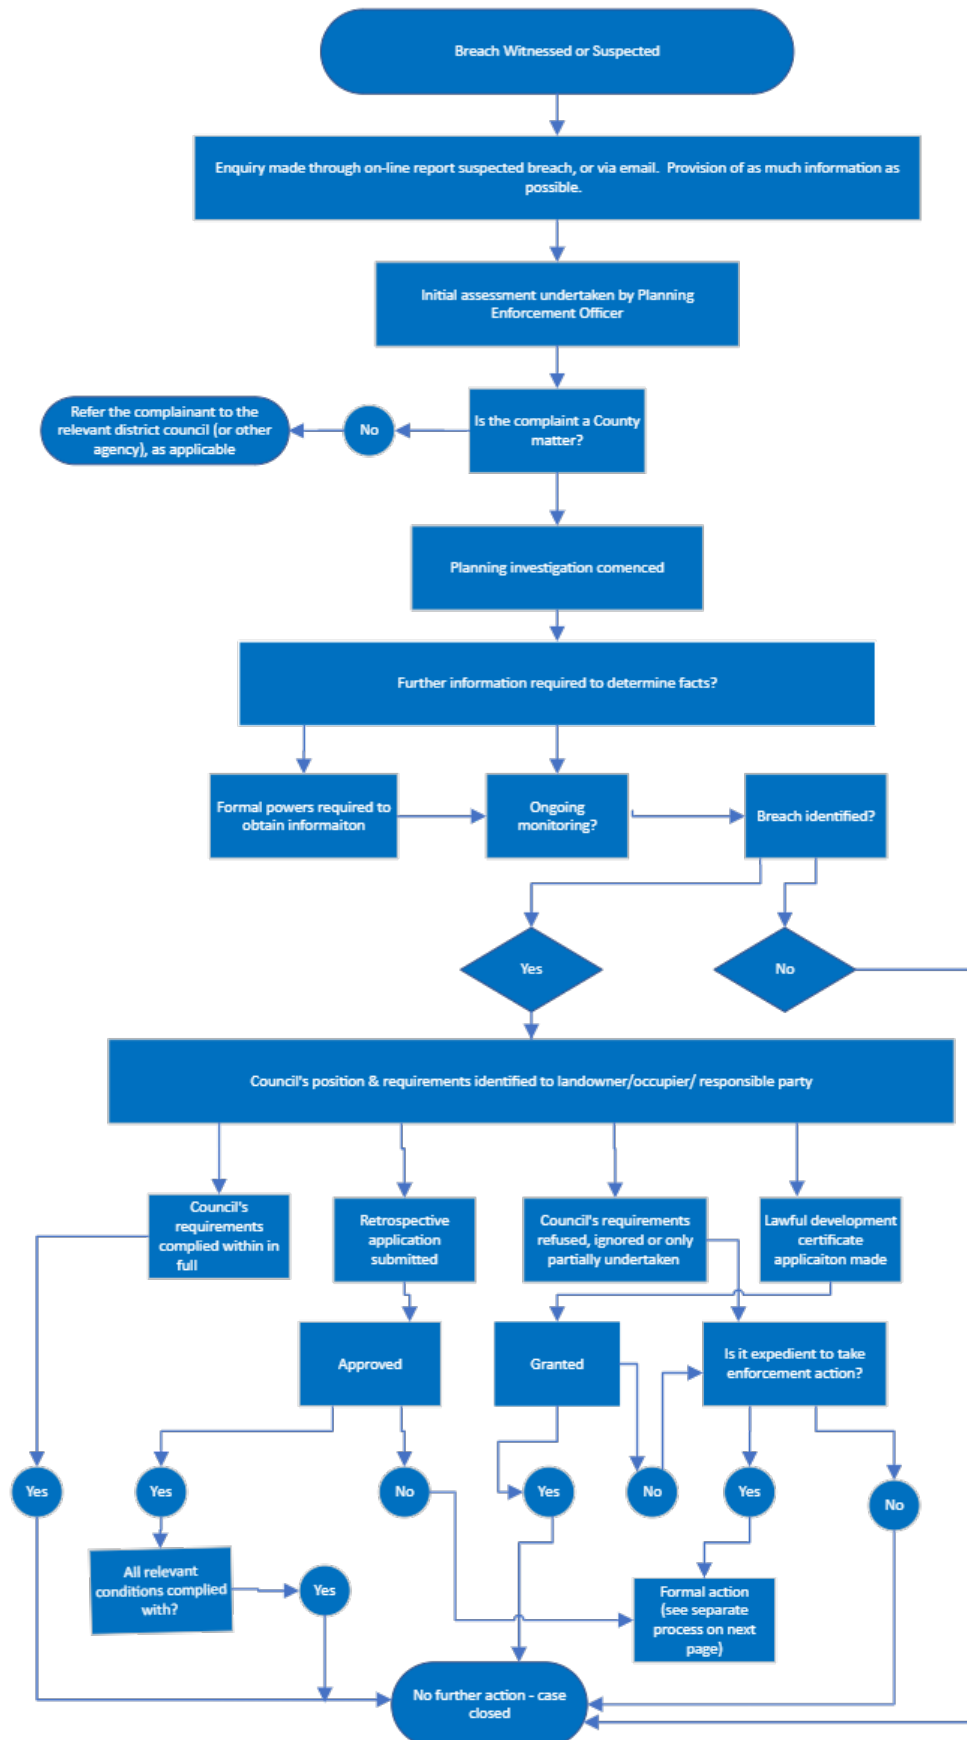 Breach Witnessed or Suspected
Enquiry made through on-line report suspected breach, or via email.  Provision of as much information as
possible.
Initial assessment undertaken by Planning
Enforcement Officer
Is the complaint a County
matter?
No
Refer the complainant to the
relevant district council (or other
agency), as applicable
Planning investigation comenced
Further information required to determine facts?
Formal powers required to
obtain informaiton
Ongoing
monitoring?
Breach identified?
Yes
No
Council's position & requirements identified to landowner/occupier/ responsible party
Council's
requirements
complied within in
full
Retrospective
application
submitted
Council's requirements
refused, ignored or only
partially undertaken
Lawful development
certificate
applicaiton made
Approved
Granted
Is it expedient to take
enforcement action?
Yes
Yes
No
Yes
No
Yes
No
All relevant
conditions complied
with?
Yes
Formal action
(see separate
process on next
page)
No further action - case
closed